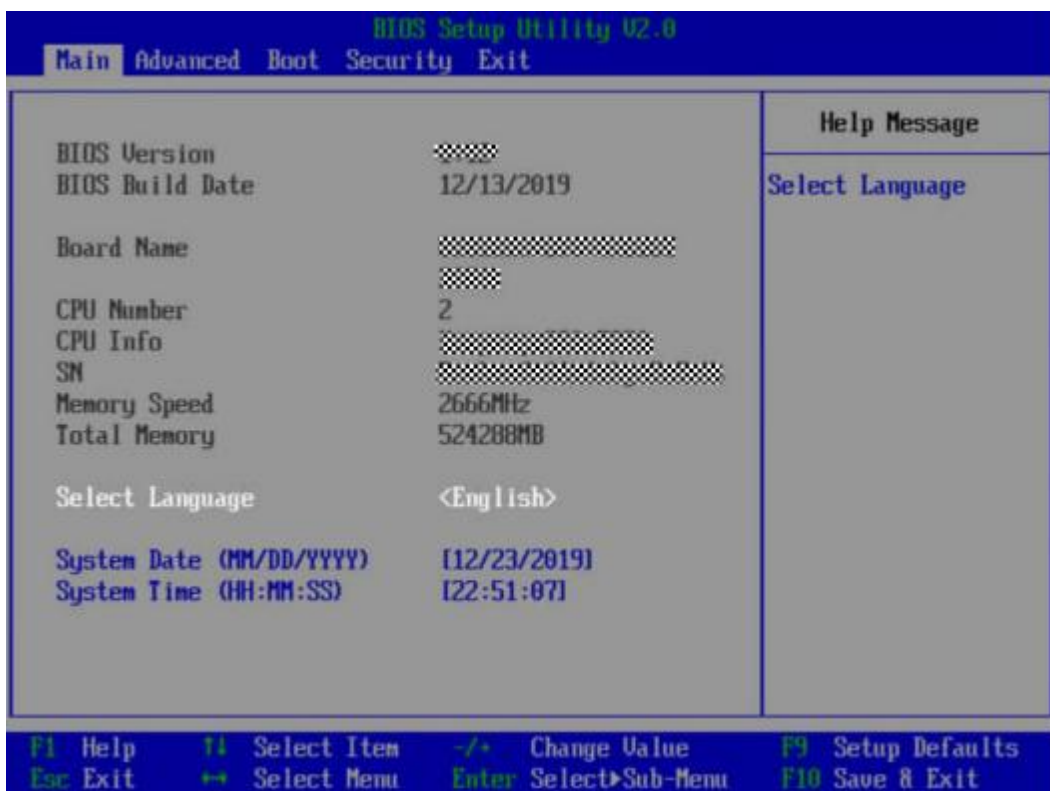 BIOS Setup Utility V2.0
Main Advanced Boot Security Exit
Help Message
Select Language
BIOS Version
BIOS Build Date 12/13/2019
Board Name
CPU Number 2
CPU Info
SN
Memory Speed 2666MHz
Total Memory 524288MB
Select Language <English>
System Date (MM/DD/YYYY) [12/23/2019]
System Time (HH:MM:SS) [22:51:07]
F1 Help ↑↓ Select Item -/+ Change Value F9 Setup Defaults
Esc Exit ↔ Select Menu Enter Select▶Sub-Menu F10 Save & Exit